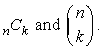 ₙCₖ and (n k).